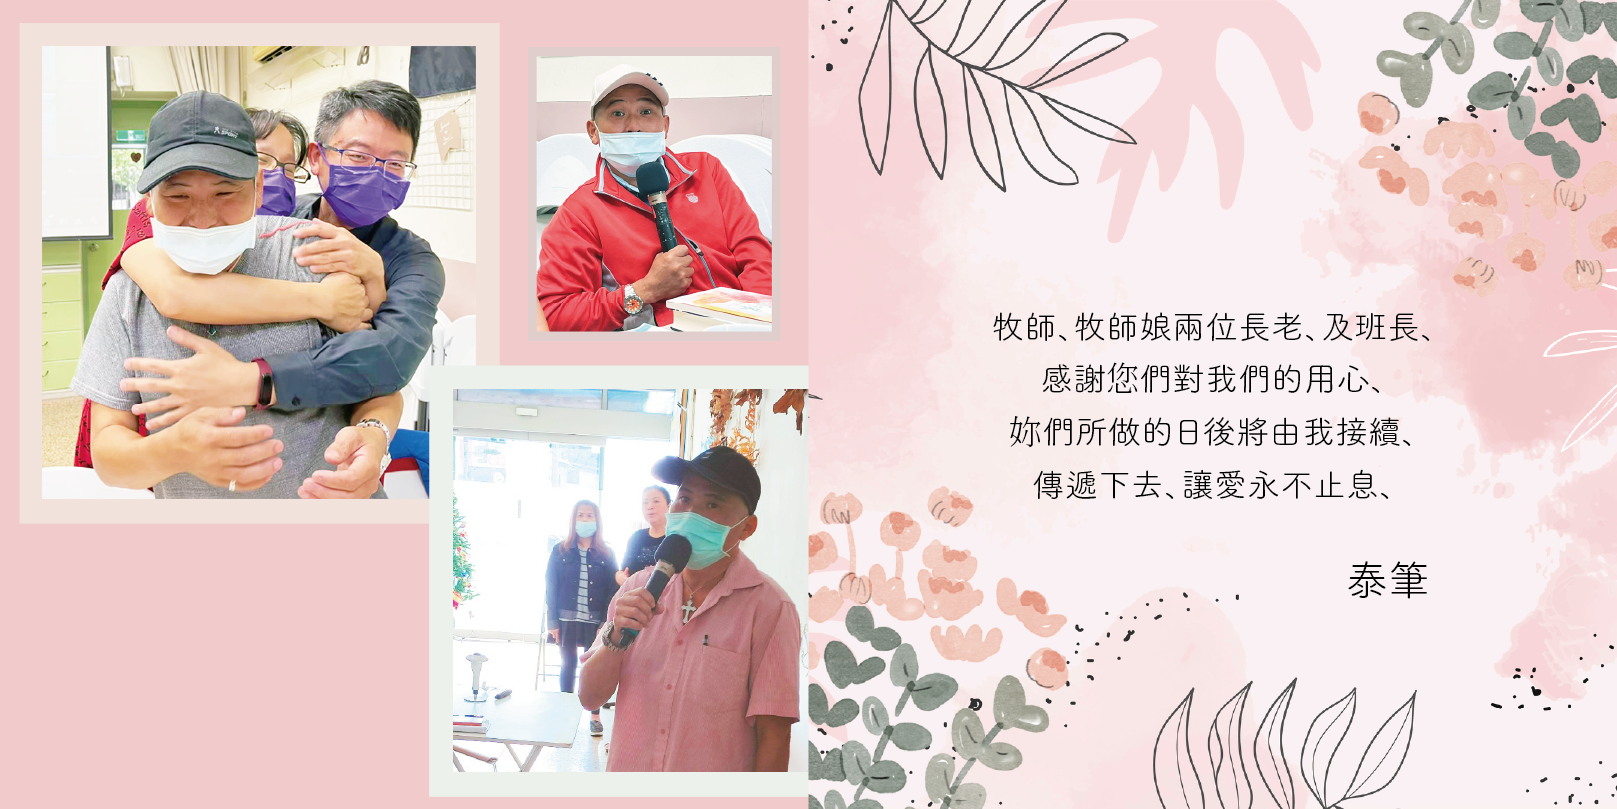 SPORT
牧師、牧師娘兩位長老、及班長、
感謝您們對我們的用心、
妳們所做的日後將由我接續、
傳遞下去、讓愛永不止息、
泰筆